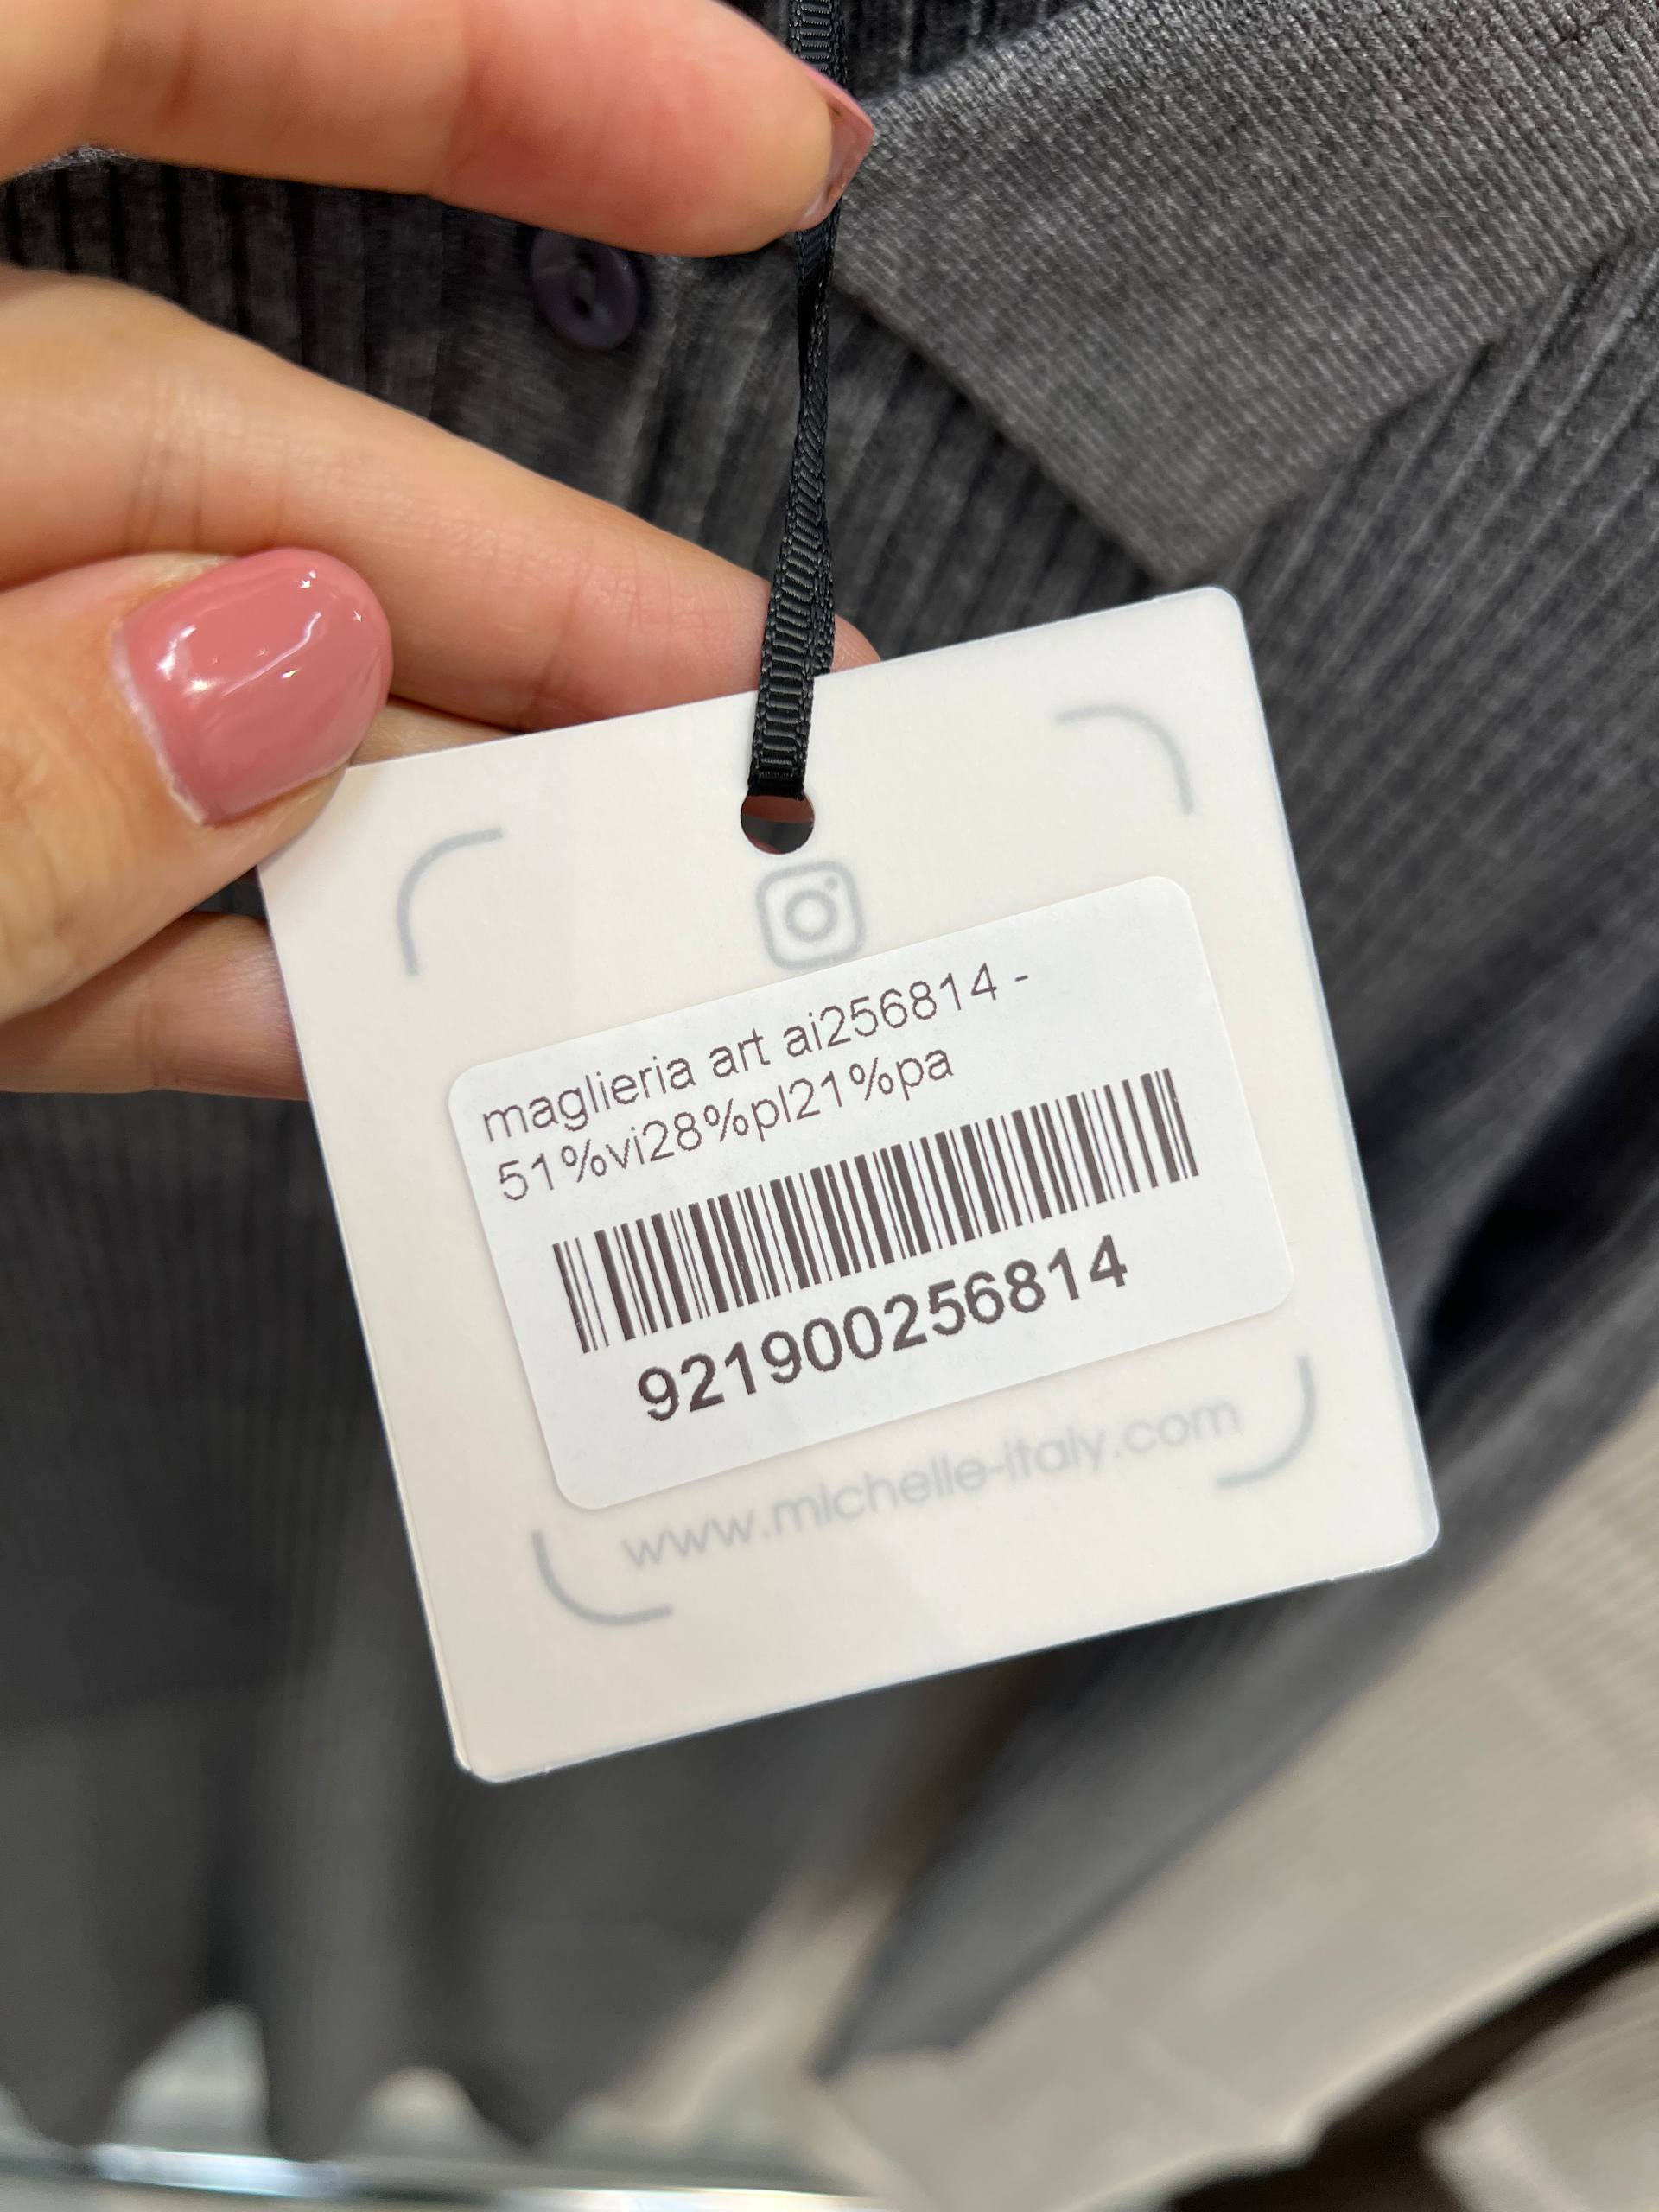 maglieria art ai256814 -
51%vi28%pl21%pa
921900256814
www.michelle-italy.com